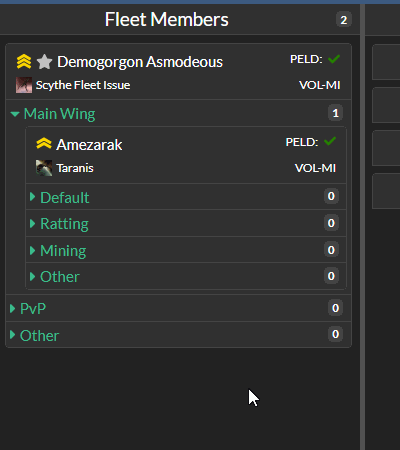 Fleet Members 2
Demogorgon Asmodeous PELD:
Scythe Fleet Issue VOL-MI
Main Wing 1
Amezarak PELD:
Taranis VOL-MI
Default 0
Ratting 0
Mining 0
Other 0
PvP 0
Other 0